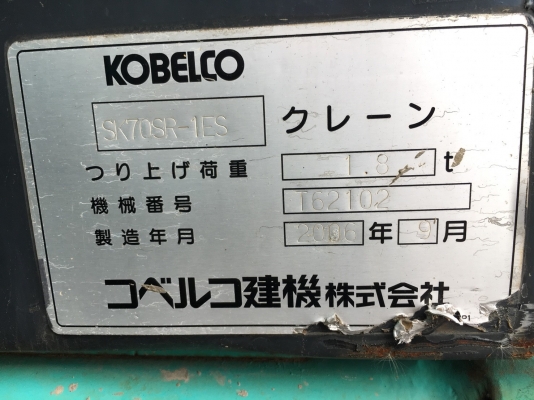 KOBELCO
SK70SR-1ES クレーン
つり上げ荷重 1.8 t
機械番号 T62102
製造年月 2006 年 9 月
コベルコ建機株式会社